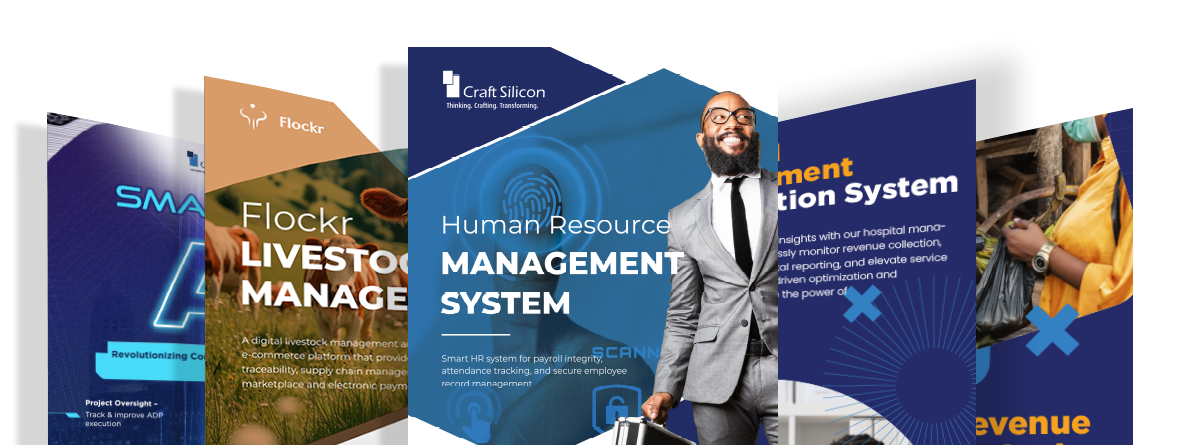 SMA
A
Revolutionizing Co
Project Oversight –
Track & improve ADP
execution
Flockr
Flockr
LIVESTOC
MANAGE
A digital livestock management a
e-commerce platform that provid
traceability, supply chain manage
marketplace and electronic paym
Craft Silicon
Thinking. Crafting. Transforming.
Human Resource
MANAGEMENT
SYSTEM
Smart HR system for payroll integrity,
attendance tracking, and secure employee
record management
SCANN
ment
tion System
insights with our hospital mana-
ssly monitor revenue collection,
tal reporting, and elevate service
driven optimization and
the power of
evenue